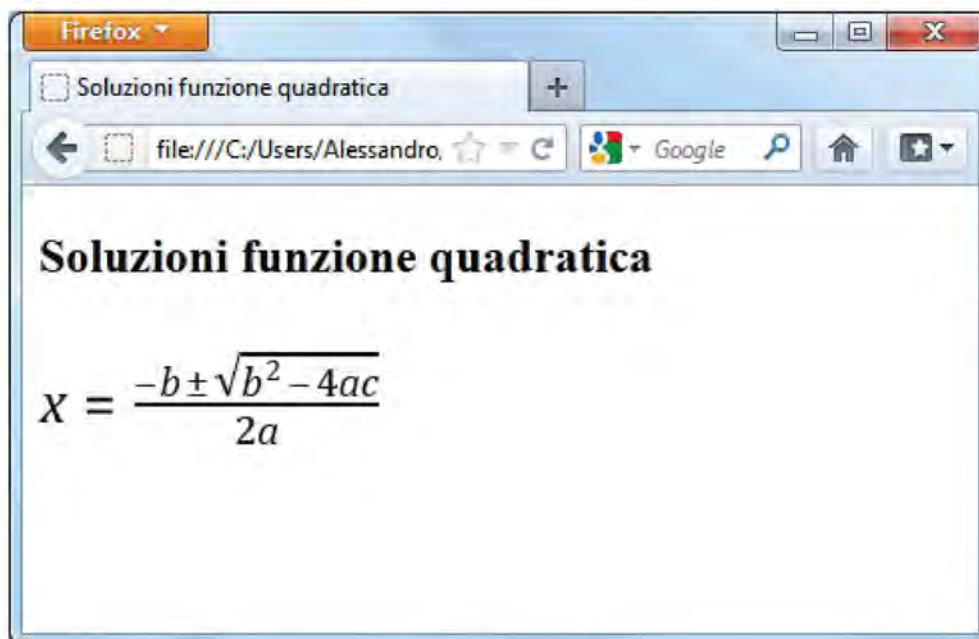 Firefox
Soluzioni funzione quadratica
file:///C:/Users/Alessandro,
Google
Soluzioni funzione quadratica
x = −b ± √b² − 4ac
2a